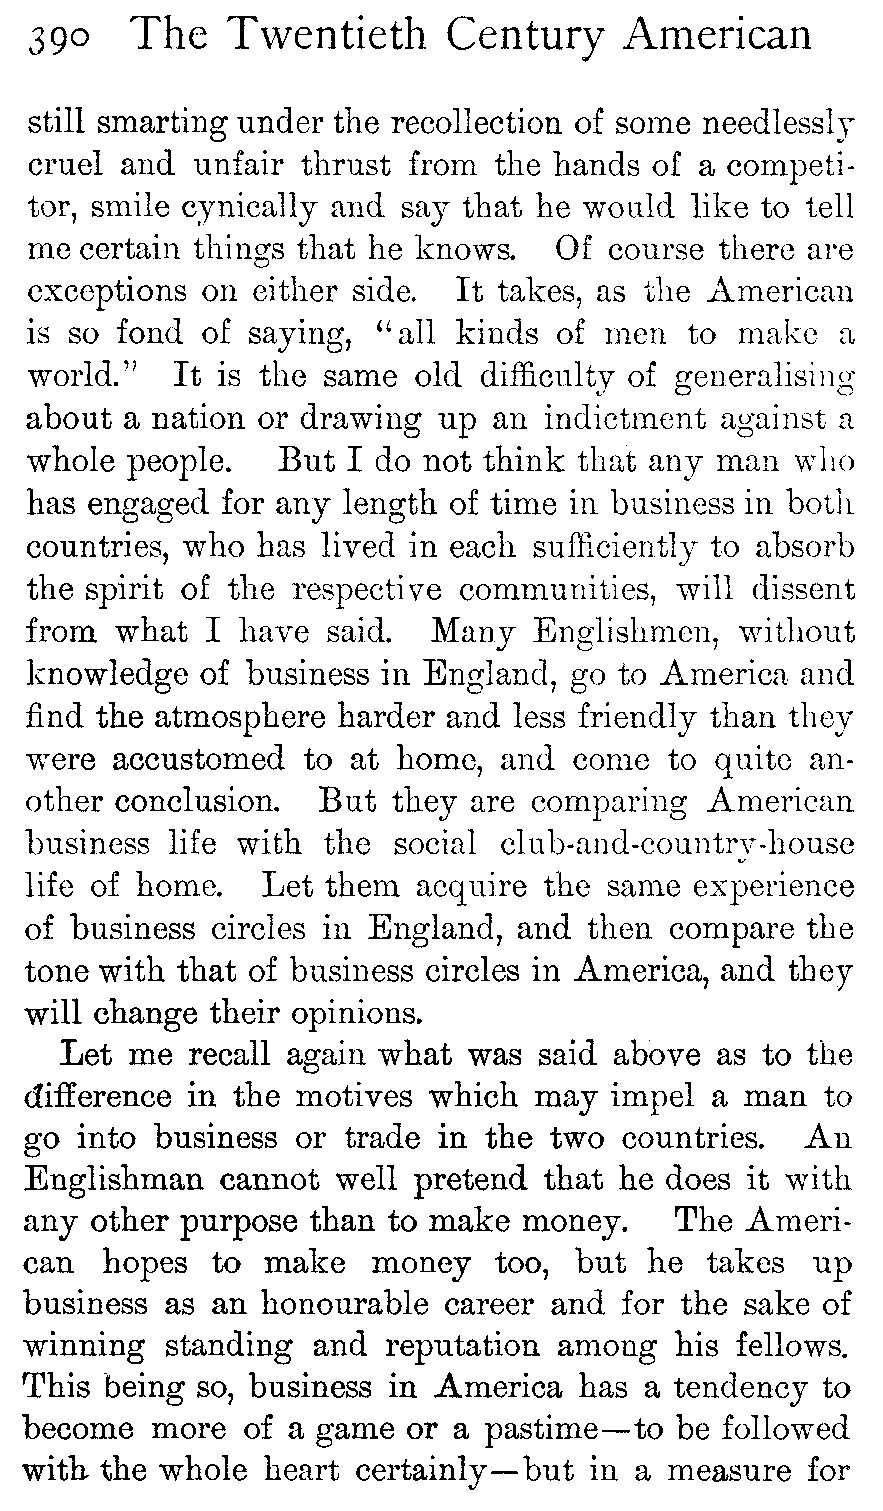 390 The Twentieth Century American
still smarting under the recollection of some needlessly
cruel and unfair thrust from the hands of a competi-
tor, smile cynically and say that he would like to tell
me certain things that he knows. Of course there are
exceptions on either side. It takes, as the American
is so fond of saying, “all kinds of men to make a
world.” It is the same old difficulty of generalising
about a nation or drawing up an indictment against a
whole people. But I do not think that any man who
has engaged for any length of time in business in both
countries, who has lived in each sufficiently to absorb
the spirit of the respective communities, will dissent
from what I have said. Many Englishmen, without
knowledge of business in England, go to America and
find the atmosphere harder and less friendly than they
were accustomed to at home, and come to quite an-
other conclusion. But they are comparing American
business life with the social club-and-country-house
life of home. Let them acquire the same experience
of business circles in England, and then compare the
tone with that of business circles in America, and they
will change their opinions.
Let me recall again what was said above as to the
difference in the motives which may impel a man to
go into business or trade in the two countries. An
Englishman cannot well pretend that he does it with
any other purpose than to make money. The Ameri-
can hopes to make money too, but he takes up
business as an honourable career and for the sake of
winning standing and reputation among his fellows.
This being so, business in America has a tendency to
become more of a game or a pastime—to be followed
with the whole heart certainly—but in a measure for